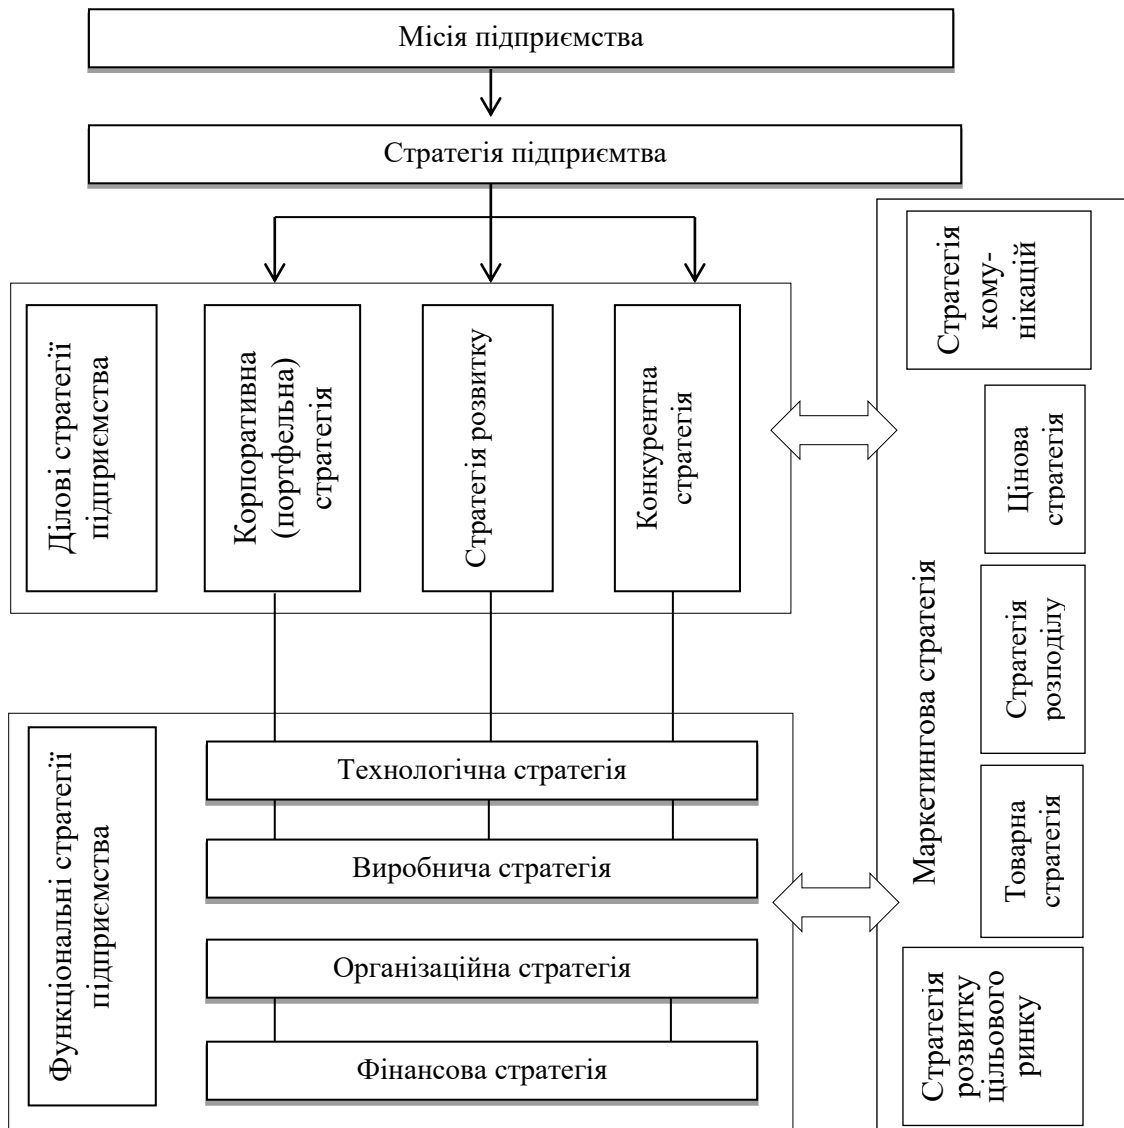 Місія підприємства
Стратегія підприємтва
Ділові стратегії
підприємства
Корпоративна
(портфельна)
стратегія
Стратегія розвитку
Конкурентна
стратегія
Функціональні стратегії
підприємства
Технологічна стратегія
Виробнича стратегія
Організаційна стратегія
Фінансова стратегія
Маркетингова стратегія
Стратегія
кому-
нікацій
Цінова
стратегія
Стратегія
розподілу
Товарна
стратегія
Стратегія
розвитку
цільового
ринку